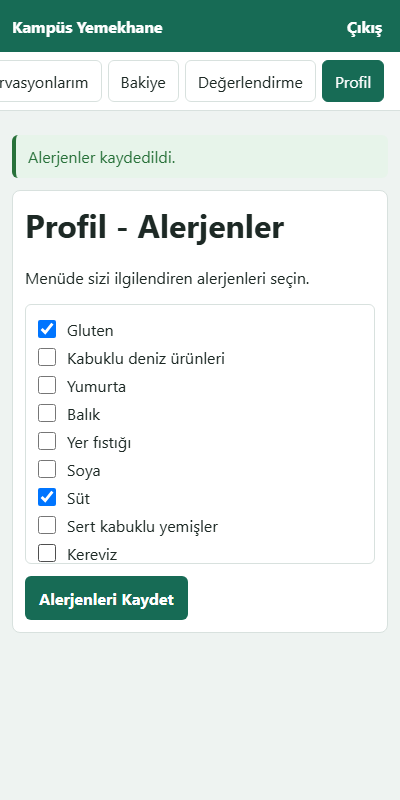 Kampüs Yemekhane Çıkış
rvasyonlarım Bakiye Değerlendirme Profil
Alerjenler kaydedildi.
Profil - Alerjenler
Menüde sizi ilgilendiren alerjenleri seçin.
Gluten
Kabuklu deniz ürünleri
Yumurta
Balık
Yer fıstığı
Soya
Süt
Sert kabuklu yemişler
Kereviz
Alerjenleri Kaydet